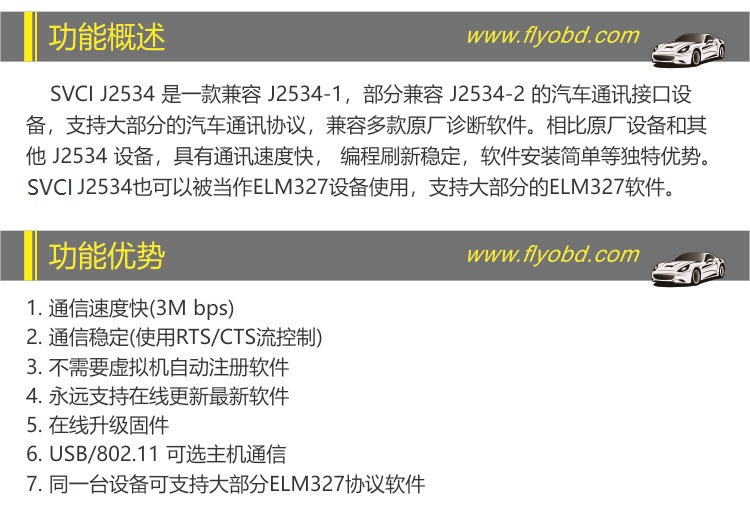 功能概述
www.flyobd.com
SVCI J2534 是一款兼容 J2534-1，部分兼容 J2534-2 的汽车通讯接口设
备，支持大部分的汽车通讯协议，兼容多款原厂诊断软件。相比原厂设备和其
他 J2534 设备，具有通讯速度快， 编程刷新稳定，软件安装简单等独特优势。
SVCI J2534也可以被当作ELM327设备使用，支持大部分的ELM327软件。
功能优势
www.flyobd.com
1. 通信速度快(3M bps)
2. 通信稳定(使用RTS/CTS流控制)
3. 不需要虚拟机自动注册软件
4. 永远支持在线更新最新软件
5. 在线升级固件
6. USB/802.11 可选主机通信
7. 同一台设备可支持大部分ELM327协议软件